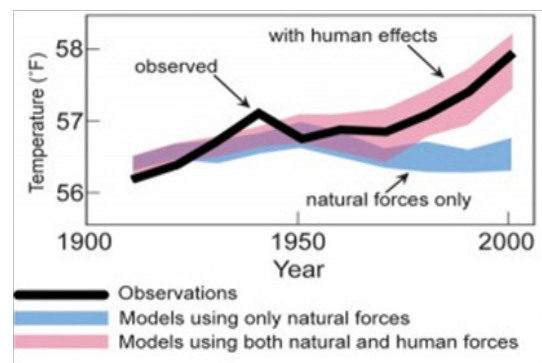 58
with human effects
observed
Temperature (°F)
57
56
natural forces only
1900
1950
2000
Year
Observations
Models using only natural forces
Models using both natural and human forces